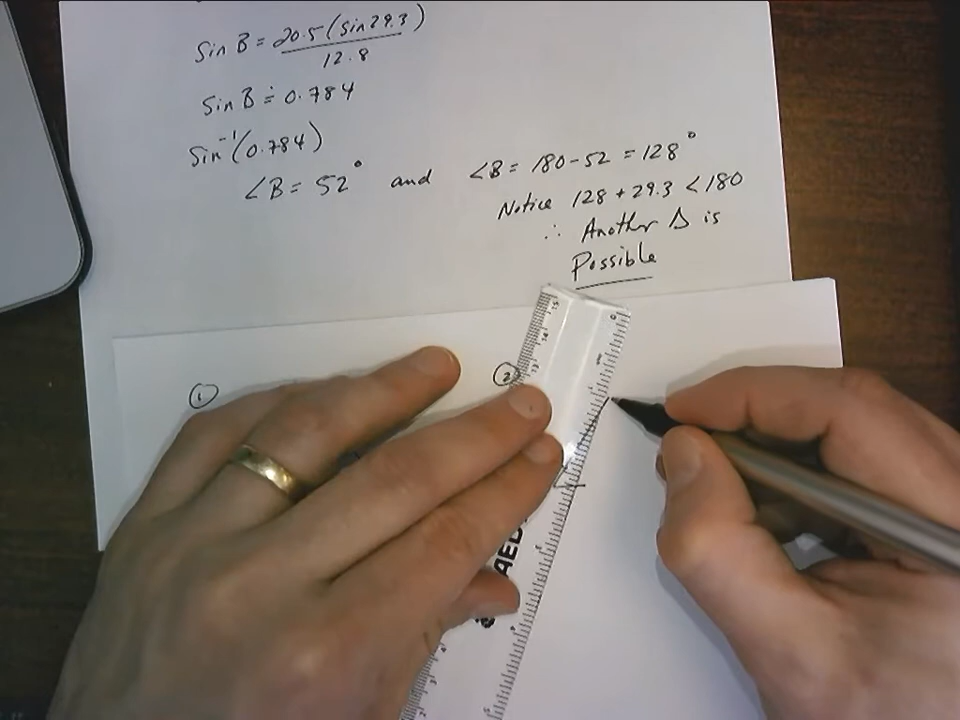 Sin B = 20.5 (sin 29.3)
12.8
Sin B ≐ 0.784
Sin⁻¹(0.784)
∠B = 52° and ∠B = 180 - 52 = 128°
Notice 128 + 29.3 < 180
∴ Another Δ is
Possible
① ②